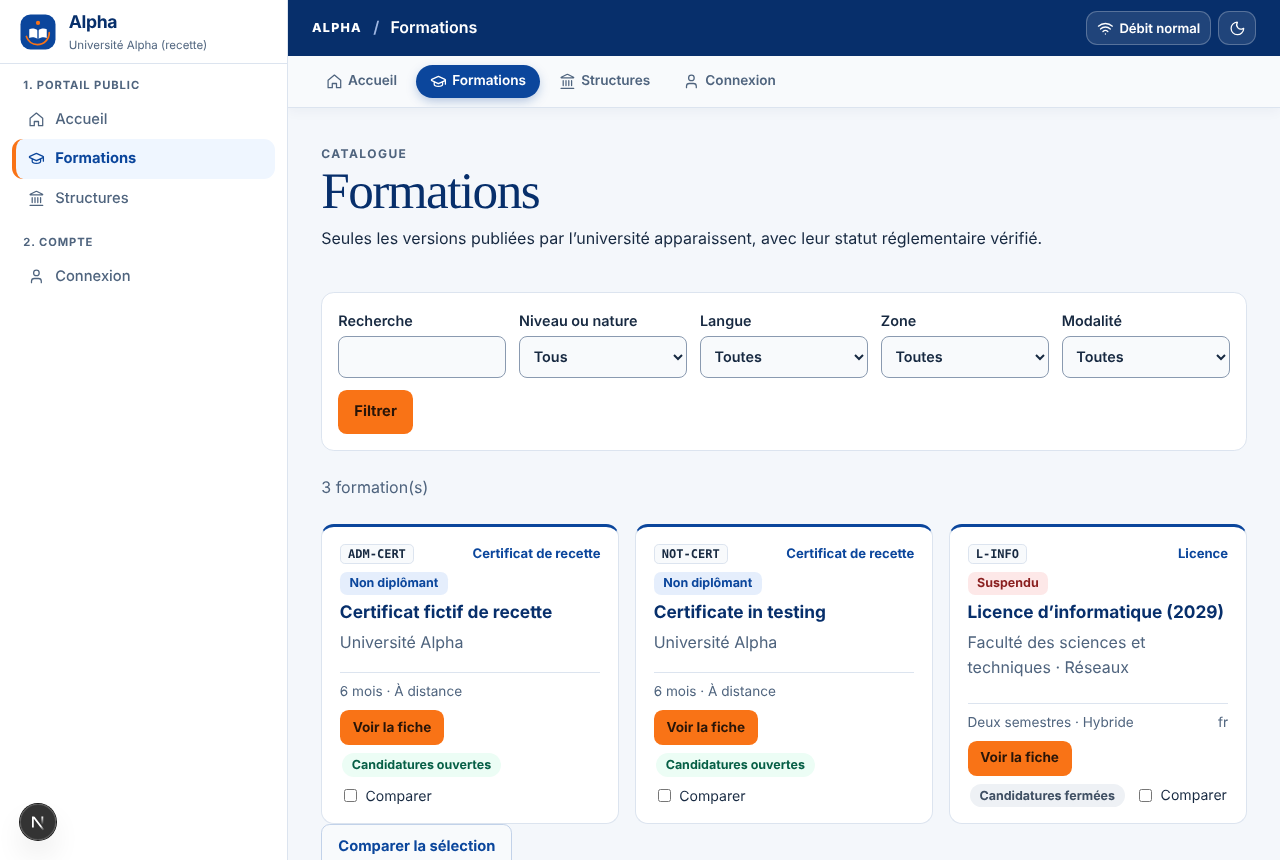 Alpha
Université Alpha (recette)
1. PORTAIL PUBLIC
Accueil
Formations
Structures
2. COMPTE
Connexion
N
ALPHA / Formations
Débit normal
Accueil
Formations
Structures
Connexion
CATALOGUE
Formations
Seules les versions publiées par l’université apparaissent, avec leur statut réglementaire vérifié.
Recherche
Niveau ou nature
Langue
Zone
Modalité
Tous
Toutes
Toutes
Toutes
Filtrer
3 formation(s)
ADM-CERT
Certificat de recette
Non diplômant
Certificat fictif de recette
Université Alpha
6 mois · À distance
Voir la fiche
Candidatures ouvertes
Comparer
NOT-CERT
Certificat de recette
Non diplômant
Certificate in testing
Université Alpha
6 mois · À distance
Voir la fiche
Candidatures ouvertes
Comparer
L-INFO
Licence
Suspendu
Licence d’informatique (2029)
Faculté des sciences et
techniques · Réseaux
Deux semestres · Hybride
fr
Voir la fiche
Candidatures fermées
Comparer
Comparer la sélection